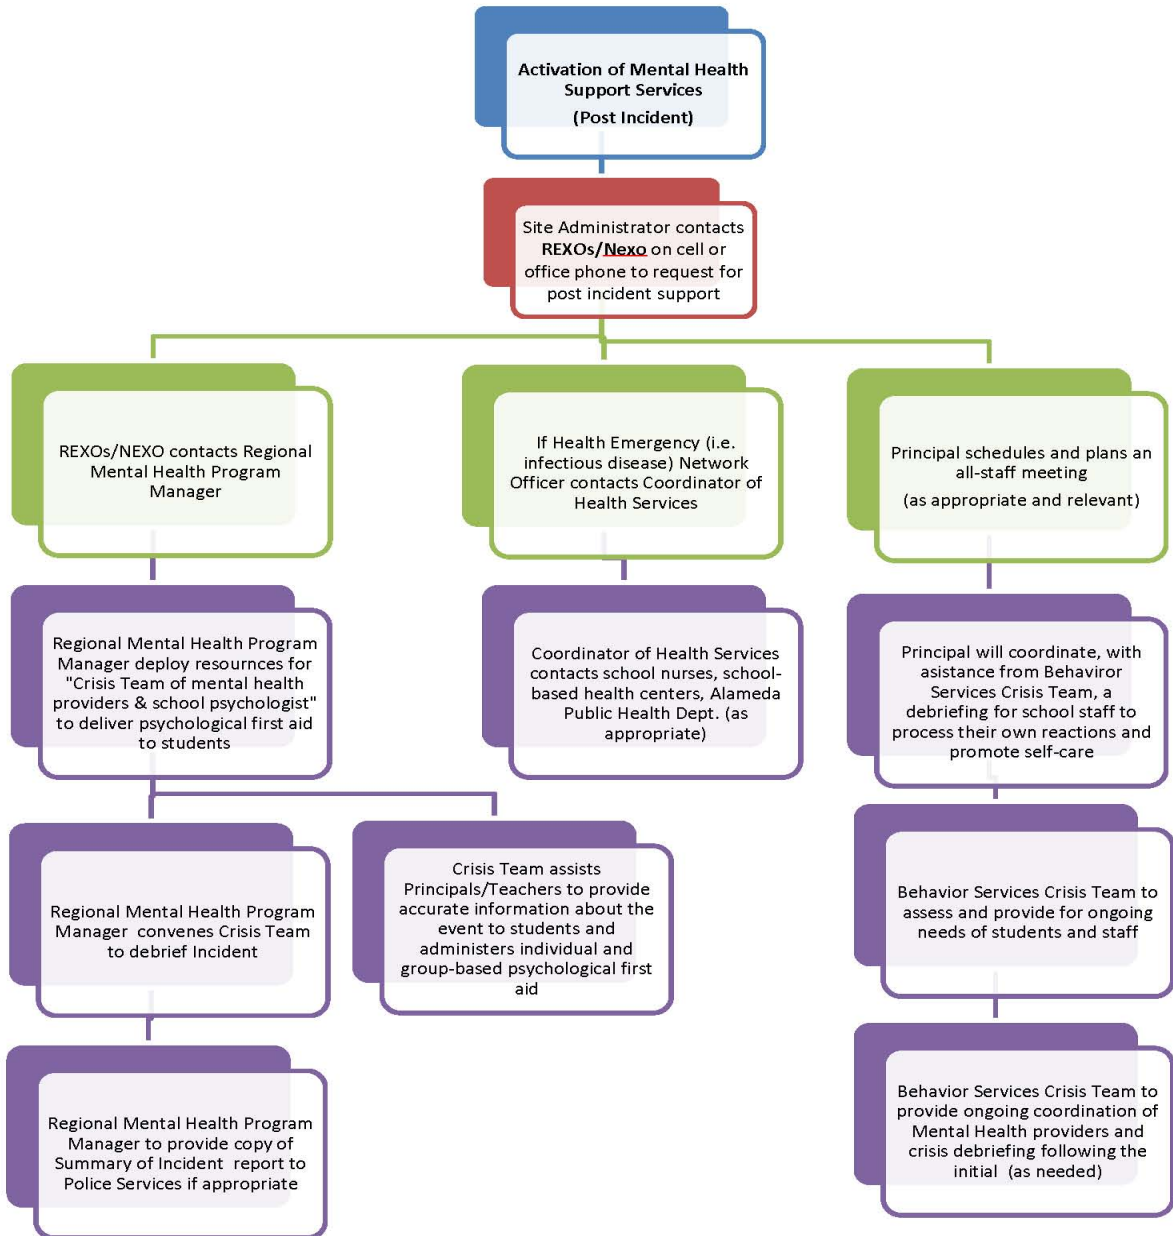 Activation of Mental Health
Support Services
(Post Incident)
Site Administrator contacts
REXOs/Nexo on cell or
office phone to request for
post incident support
REXOs/NEXO contacts Regional
Mental Health Program
Manager
If Health Emergency (i.e.
infectious disease) Network
Officer contacts Coordinator of
Health Services
Principal schedules and plans an
all-staff meeting
(as appropriate and relevant)
Regional Mental Health Program
Manager deploy resournces for
"Crisis Team of mental health
providers & school psychologist"
to deliver psychological first aid
to students
Coordinator of Health Services
contacts school nurses, school-
based health centers, Alameda
Public Health Dept. (as
appropriate)
Principal will coordinate, with
asistance from Behaviror
Services Crisis Team, a
debriefing for school staff to
process their own reactions and
promote self-care
Regional Mental Health Program
Manager convenes Crisis Team
to debrief Incident
Crisis Team assists
Principals/Teachers to provide
accurate information about the
event to students and
administers individual and
group-based psychological first
aid
Behavior Services Crisis Team to
assess and provide for ongoing
needs of students and staff
Regional Mental Health Program
Manager to provide copy of
Summary of Incident report to
Police Services if appropriate
Behavior Services Crisis Team to
provide ongoing coordination of
Mental Health providers and
crisis debriefing following the
initial (as needed)